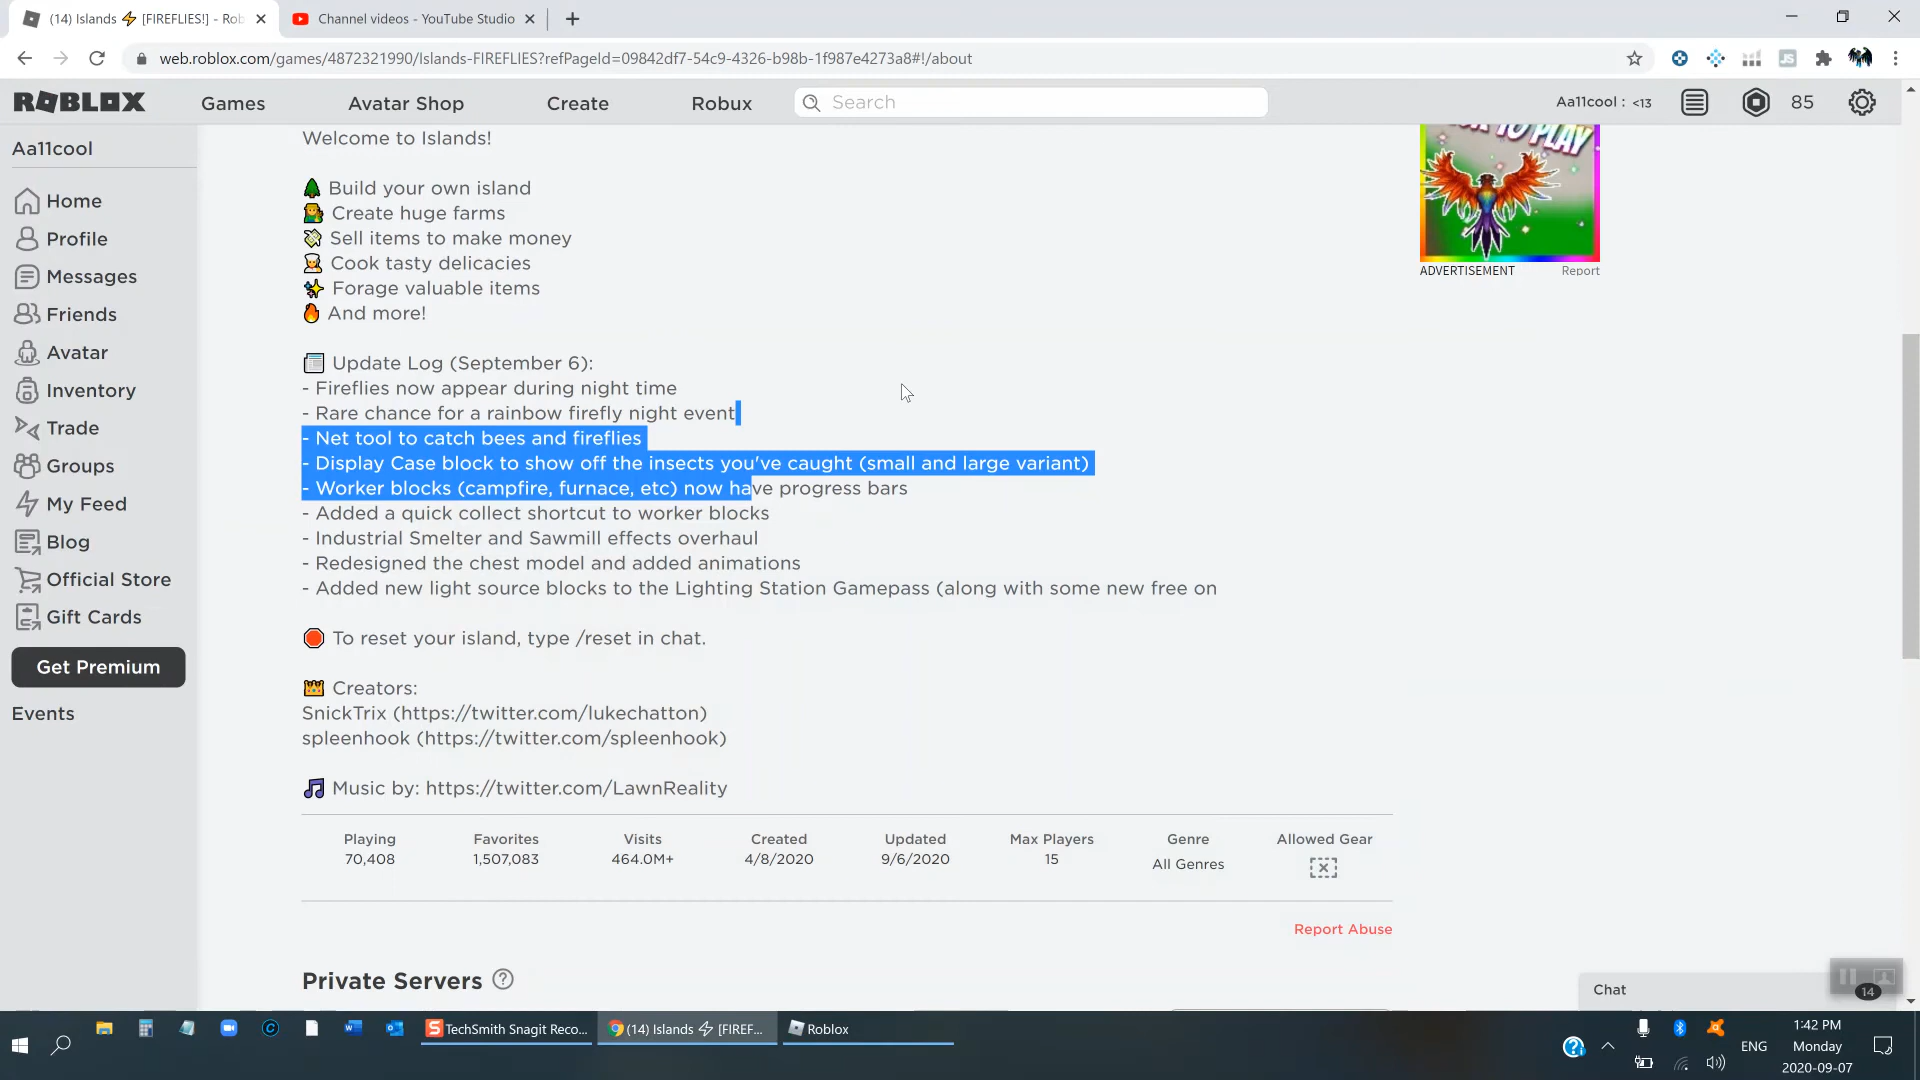 (14) Islands ⚡ [FIREFLIES!] - Rob
Channel videos - YouTube Studio
web.roblox.com/games/4872321990/Islands-FIREFLIES?refPageId=09842df7-54c9-4326-b98b-1f987e4273a8#!/about
ROBLOX
Games
Avatar Shop
Create
Robux
Search
Aa11cool : <13
85
Aa11cool
Home
Profile
Messages
Friends
Avatar
Inventory
Trade
Groups
My Feed
Blog
Official Store
Gift Cards
Get Premium
Events
Welcome to Islands!
🌲 Build your own island
Create huge farms
Sell items to make money
Cook tasty delicacies
✨ Forage valuable items
🔥 And more!
📰 Update Log (September 6):
- Fireflies now appear during night time
- Rare chance for a rainbow firefly night event
- Net tool to catch bees and fireflies
- Display Case block to show off the insects you've caught (small and large variant)
- Worker blocks (campfire, furnace, etc) now have progress bars
- Added a quick collect shortcut to worker blocks
- Industrial Smelter and Sawmill effects overhaul
- Redesigned the chest model and added animations
- Added new light source blocks to the Lighting Station Gamepass (along with some new free on
🛑 To reset your island, type /reset in chat.
👑 Creators:
SnickTrix (https://twitter.com/lukechatton)
spleenhook (https://twitter.com/spleenhook)
🎵 Music by: https://twitter.com/LawnReality
Playing Favorites Visits Created Updated Max Players Genre Allowed Gear
70,408 1,507,083 464.0M+ 4/8/2020 9/6/2020 15 All Genres
Report Abuse
Private Servers ?
TO PLAY
ADVERTISEMENT Report
Chat
14
TechSmith Snagit Reco...
(14) Islands ⚡ [FIREF...
Roblox
ENG
1:42 PM
Monday
2020-09-07